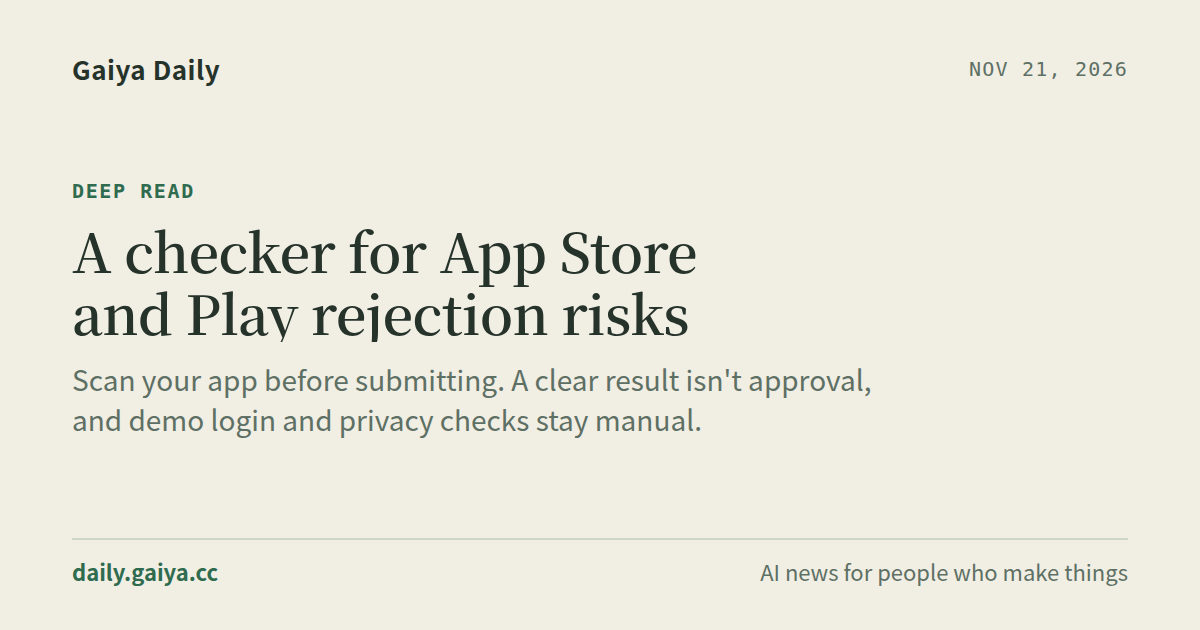 Gaiya Daily
NOV 21, 2026
DEEP READ
A checker for App Store
and Play rejection risks
Scan your app before submitting. A clear result isn't approval,
and demo login and privacy checks stay manual.
daily.gaiya.cc
AI news for people who make things